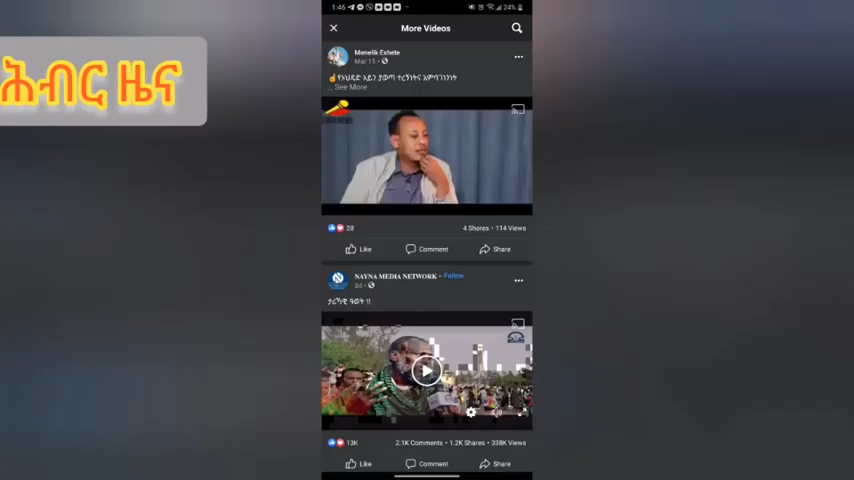 1:46
24%
More Videos
ሕብር ዜና
Menelik Eshete
Mar 15 •
.. See More
28
4 Shares • 114 Views
Like Comment Share
NAYNA MEDIA NETWORK • Follow
ታሪካዊ ዓወት !!
13K
2.1K Comments • 1.2K Shares • 338K Views
Like Comment Share